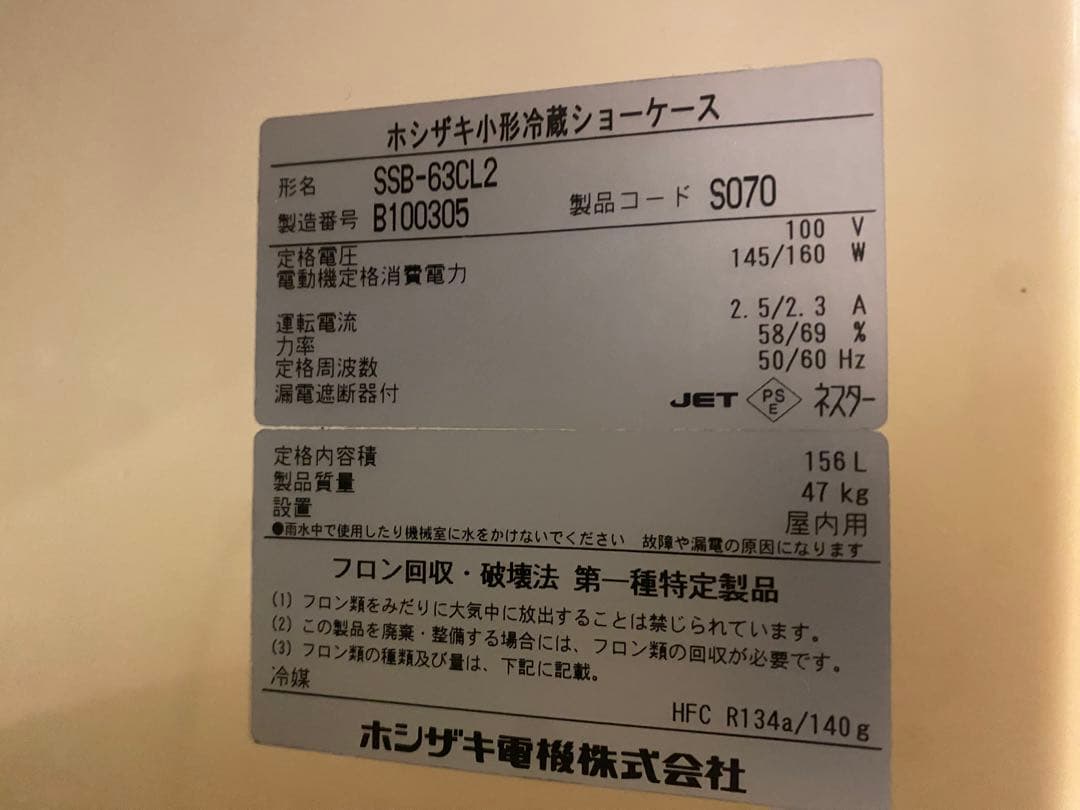 ホシザキ小形冷蔵ショーケース
形名 SSB-63CL2
製造番号 B100305 製品コード S070
定格電圧 100 V
電動機定格消費電力 145/160 W
運転電流 2.5/2.3 A
力率 58/69 %
定格周波数 50/60 Hz
漏電遮断器付 JET PSE ネスター
定格内容積 156 L
製品質量 47 kg
設置 屋内用
●雨水中で使用したり機械室に水をかけないでください 故障や漏電の原因になります
フロン回収・破壊法 第一種特定製品
(1) フロン類をみだりに大気中に放出することは禁じられています。
(2) この製品を廃棄・整備する場合には、フロン類の回収が必要です。
(3) フロン類の種類及び量は、下記に記載。
冷媒 HFC R134a/140g
ホシザキ電機株式会社